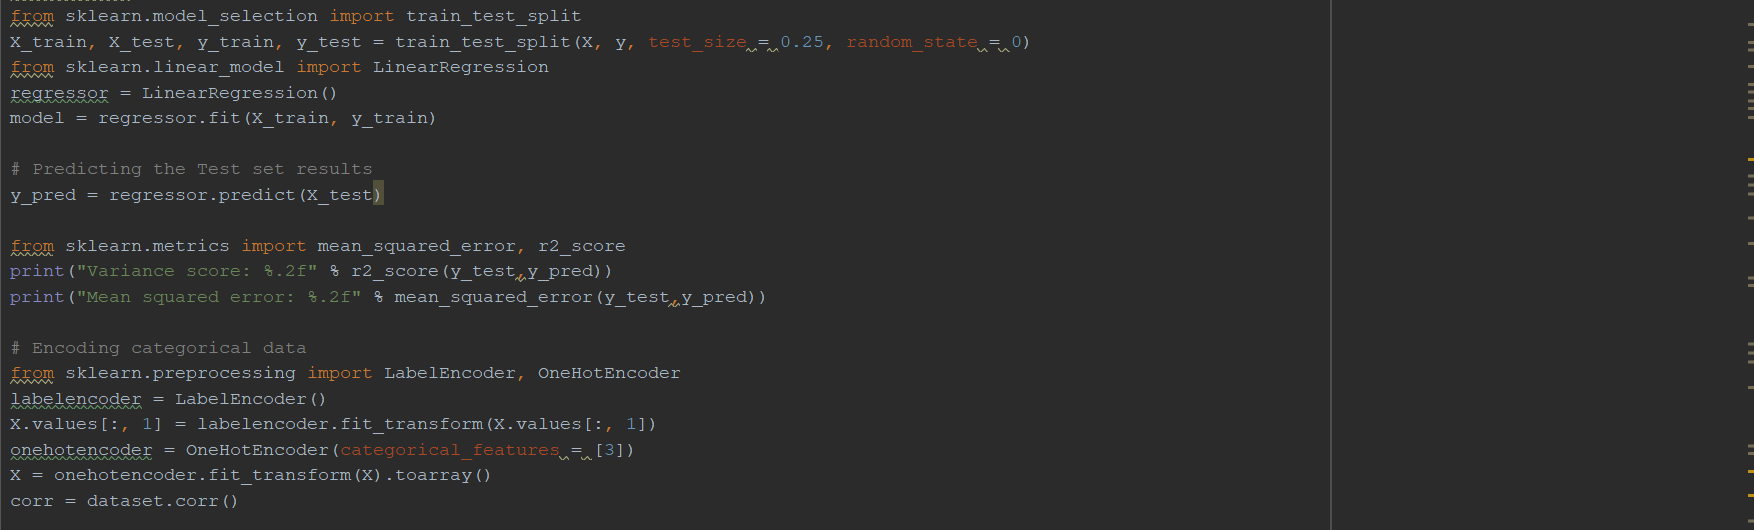 from sklearn.model_selection import train_test_split
X_train, X_test, y_train, y_test = train_test_split(X, y, test_size = 0.25, random_state = 0)
from sklearn.linear_model import LinearRegression
regressor = LinearRegression()
model = regressor.fit(X_train, y_train)
# Predicting the Test set results
y_pred = regressor.predict(X_test)
from sklearn.metrics import mean_squared_error, r2_score
print("Variance score: %.2f" % r2_score(y_test,y_pred))
print("Mean squared error: %.2f" % mean_squared_error(y_test,y_pred))
# Encoding categorical data
from sklearn.preprocessing import LabelEncoder, OneHotEncoder
labelencoder = LabelEncoder()
X.values[:, 1] = labelencoder.fit_transform(X.values[:, 1])
onehotencoder = OneHotEncoder(categorical_features = [3])
X = onehotencoder.fit_transform(X).toarray()
corr = dataset.corr()